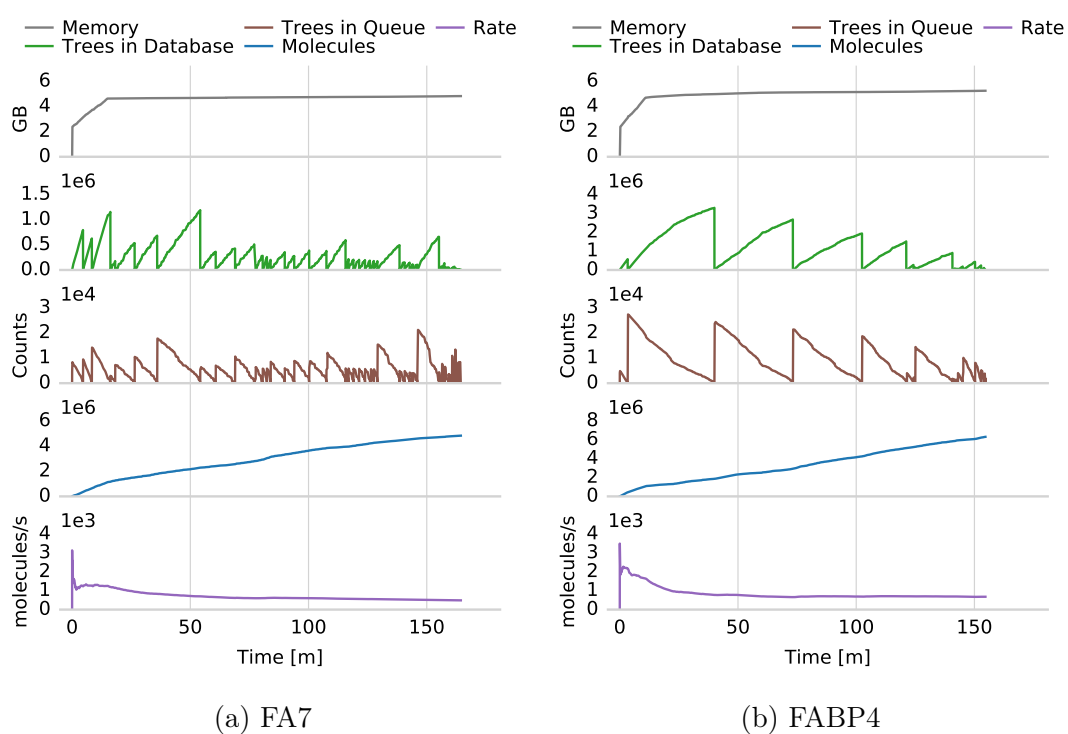 Memory Trees in Queue Rate
Trees in Database Molecules
6
4
2
0
GB
1e6
1.5
1.0
0.5
0.0
1e4
3
2
1
0
Counts
1e6
6
4
2
0
1e3
4
3
2
1
0
molecules/s
0 50 100 150
Time [m]
(a) FA7
Memory Trees in Queue Rate
Trees in Database Molecules
6
4
2
0
GB
1e6
4
3
2
1
0
1e4
3
2
1
0
Counts
1e6
8
6
4
2
0
1e3
4
3
2
1
0
molecules/s
0 50 100 150
Time [m]
(b) FABP4